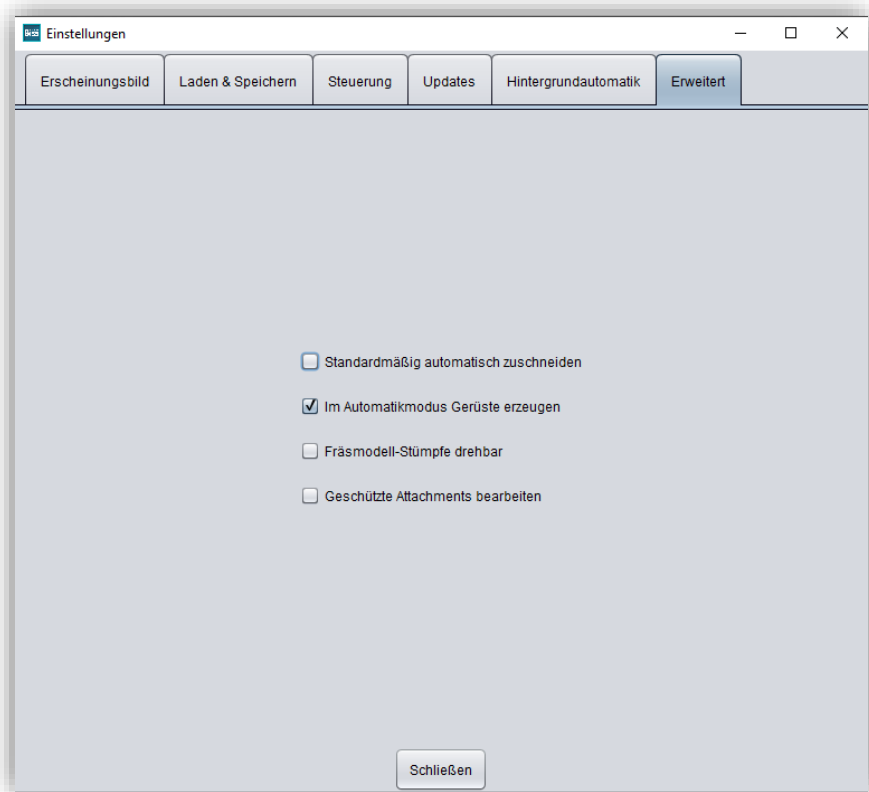 Einstellungen
Erscheinungsbild Laden & Speichern Steuerung Updates Hintergrundautomatik Erweitert
Standardmäßig automatisch zuschneiden
Im Automatikmodus Gerüste erzeugen
Fräsmodell-Stümpfe drehbar
Geschützte Attachments bearbeiten
Schließen